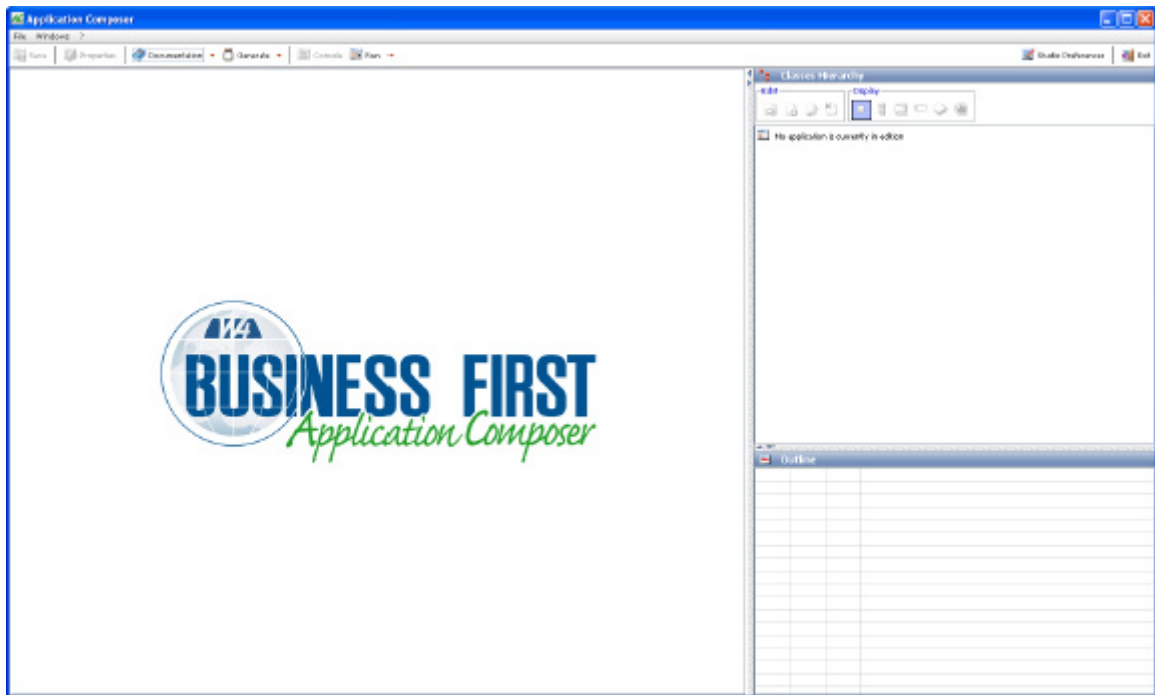 Application Composer
File Windows ?
Save Properties Documentation Generate Console Run Studio Preferences Exit
Classes Hierarchy
Edit Display
No application is currently in edition
W4
BUSINESS FIRST
Application Composer
Outline